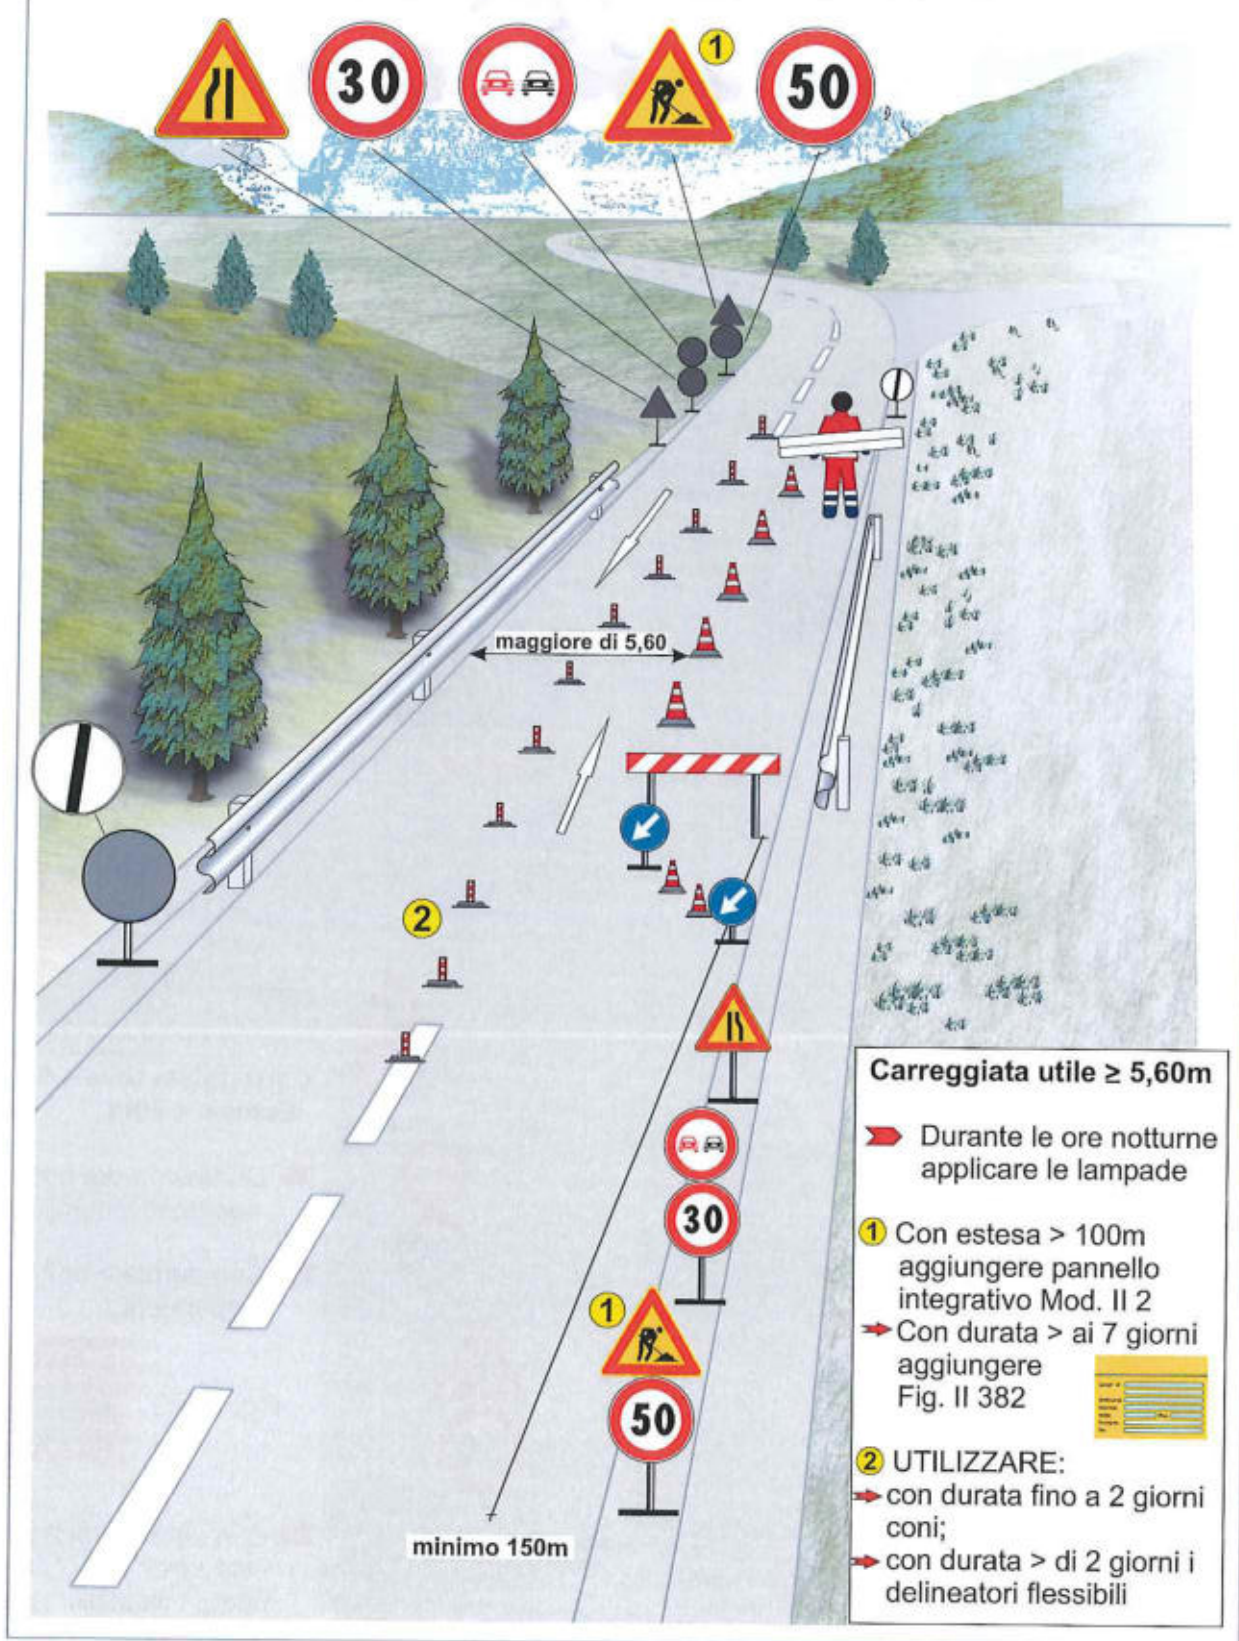 30
1
50
maggiore di 5,60
2
30
1
50
minimo 150m
Carreggiata utile ≥ 5,60m
Durante le ore notturne
applicare le lampade
1 Con estesa > 100m
aggiungere pannello
integrativo Mod. II 2
Con durata > ai 7 giorni
aggiungere
Fig. II 382
2 UTILIZZARE:
con durata fino a 2 giorni
coni;
con durata > di 2 giorni i
delineatori flessibili